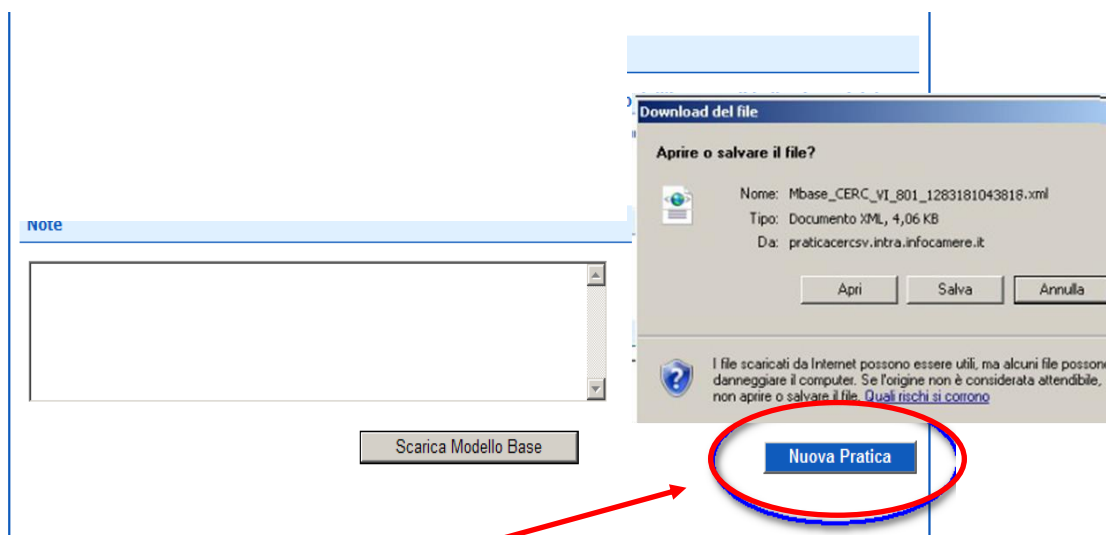 Download del file
Aprire o salvare il file?
Nome: Mbase_CERC_VI_801_1283181043818.xml
Tipo: Documento XML, 4,06 KB
Da: praticacercsv.intra.infocamere.it
Apri Salva Annulla
I file scaricati da Internet possono essere utili, ma alcuni file possono
danneggiare il computer. Se l'origine non è considerata attendibile,
non aprire o salvare il file. Quali rischi si corrono
Note
Scarica Modello Base
Nuova Pratica